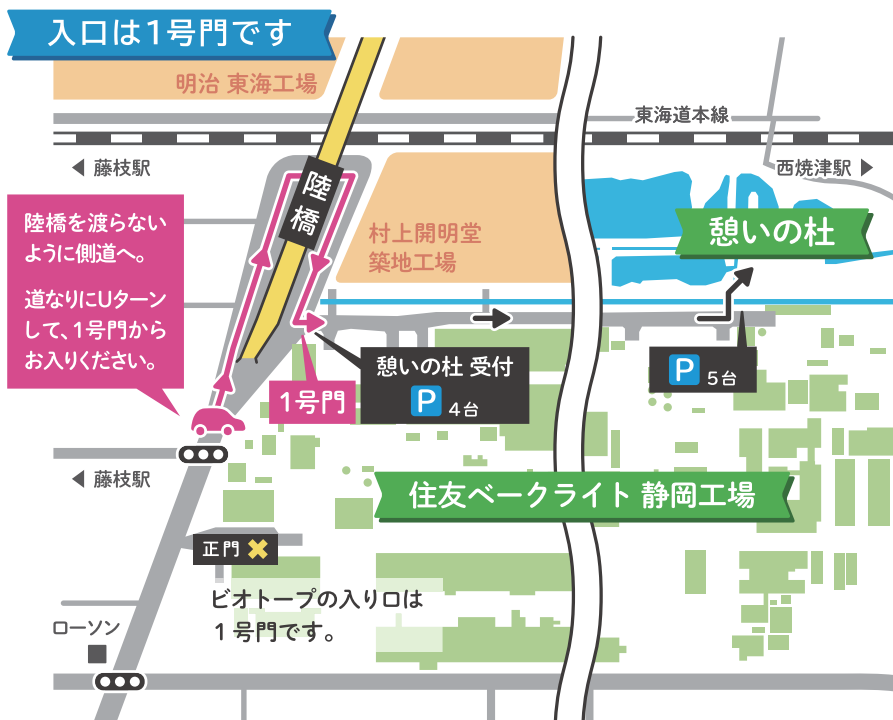 入口は1号門です
明治 東海工場
東海道本線
藤枝駅
西焼津駅
陸橋
陸橋を渡らない
ように側道へ。
道なりにUターン
して、1号門から
お入りください。
村上開明堂
築地工場
憩いの杜
憩いの杜 受付
P 4台
1号門
P 5台
藤枝駅
住友ベークライト 静岡工場
正門
ビオトープの入り口は
1号門です。
ローソン